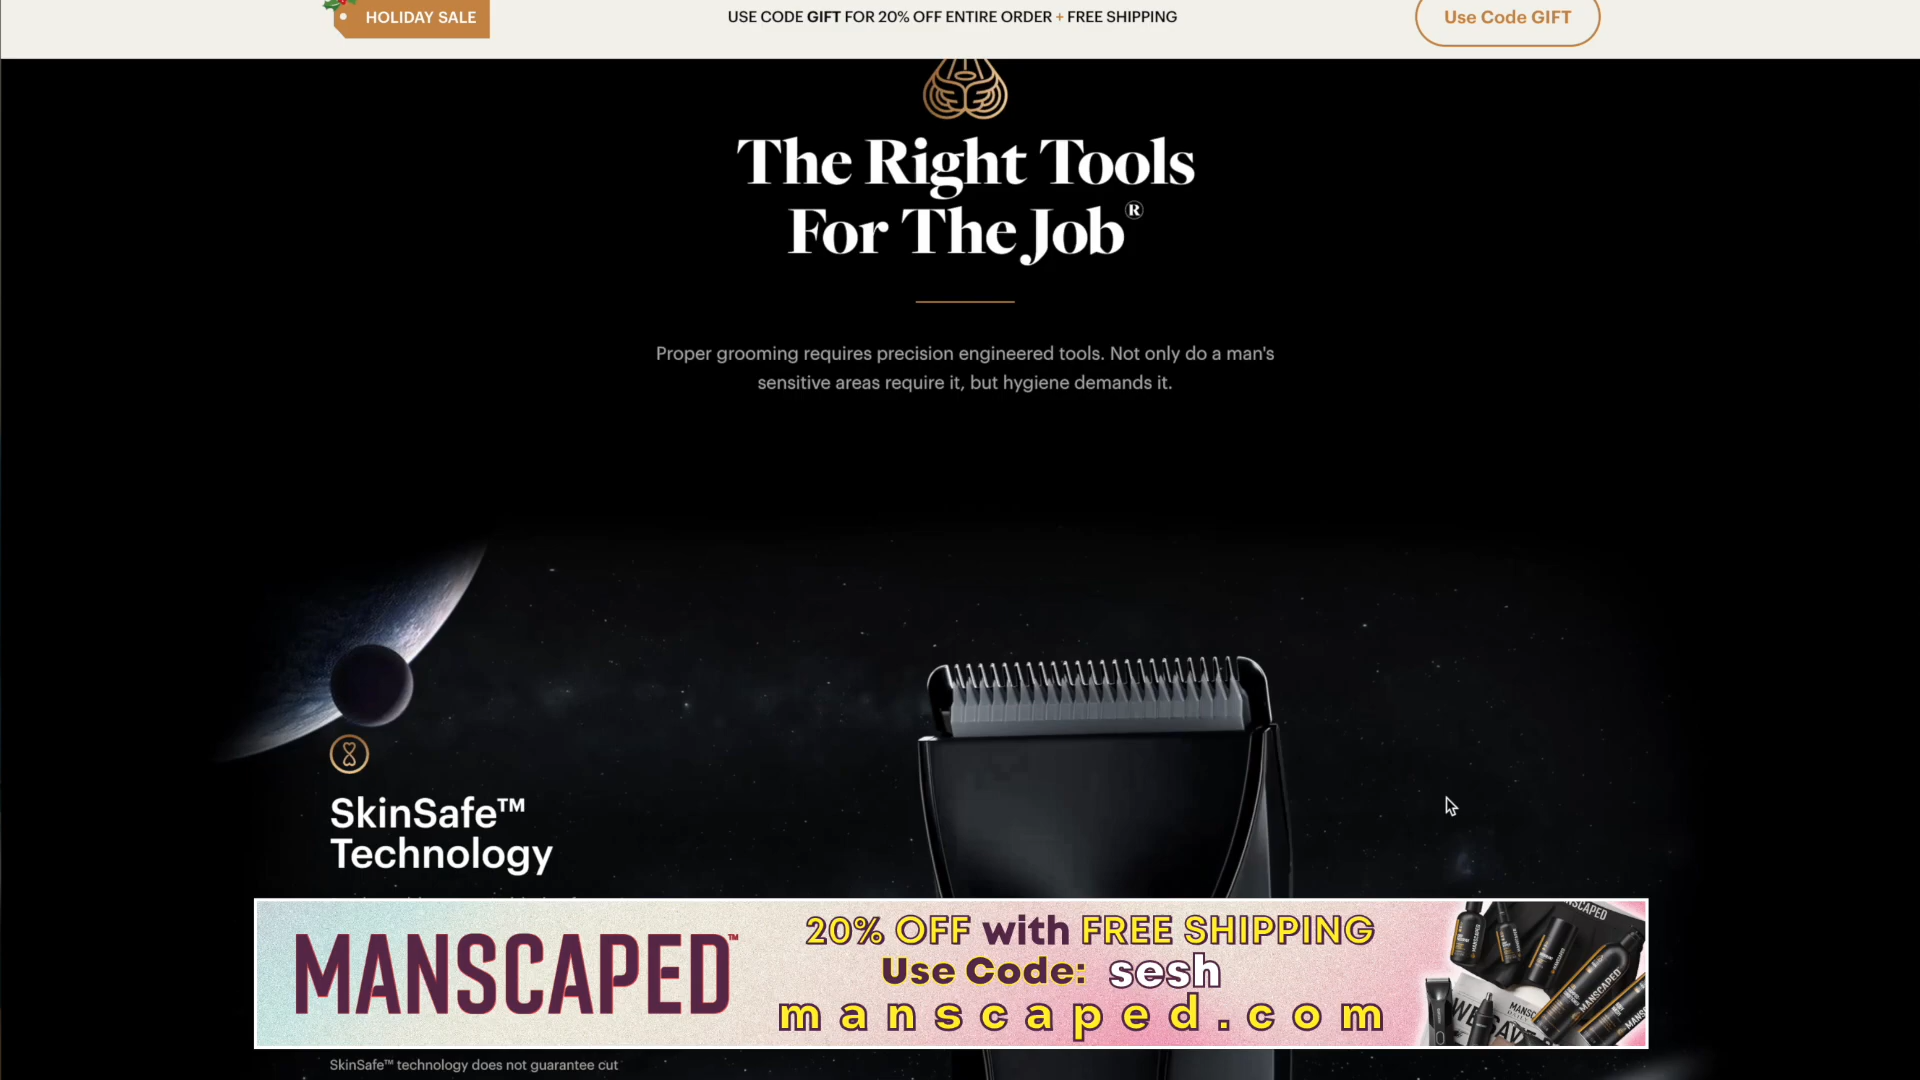 HOLIDAY SALE
USE CODE GIFT FOR 20% OFF ENTIRE ORDER + FREE SHIPPING
Use Code GIFT
The Right Tools
For The Job®
Proper grooming requires precision engineered tools. Not only do a man's
sensitive areas require it, but hygiene demands it.
SkinSafe™
Technology
MANSCAPED™
20% OFF with FREE SHIPPING
Use Code: sesh
manscaped.com
MANSCAPED
SkinSafe™ technology does not guarantee cut